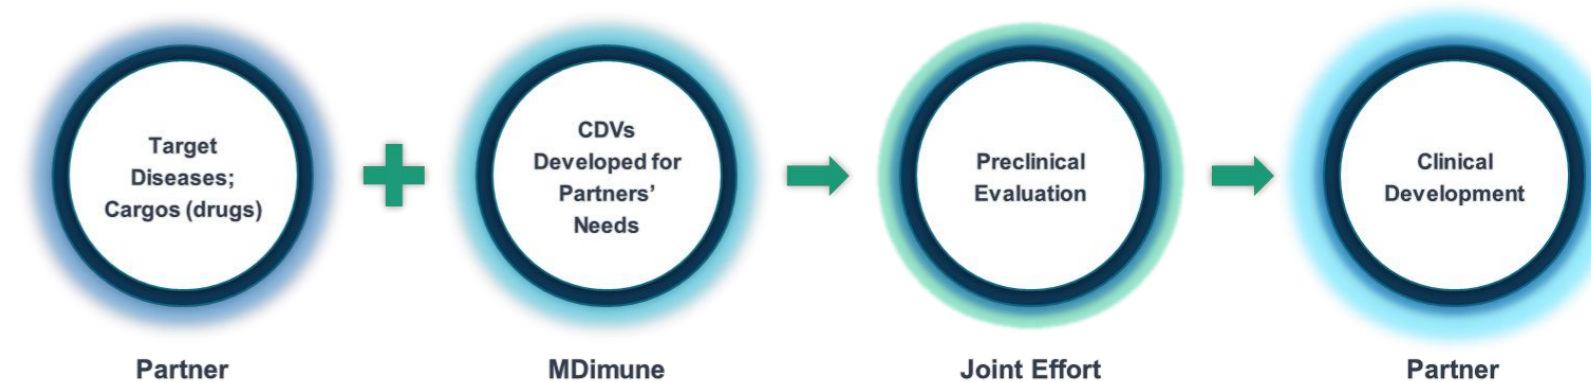 Target
Diseases;
Cargos (drugs)
CDVs
Developed for
Partners’
Needs
Preclinical
Evaluation
Clinical
Development
Partner
MDimune
Joint Effort
Partner